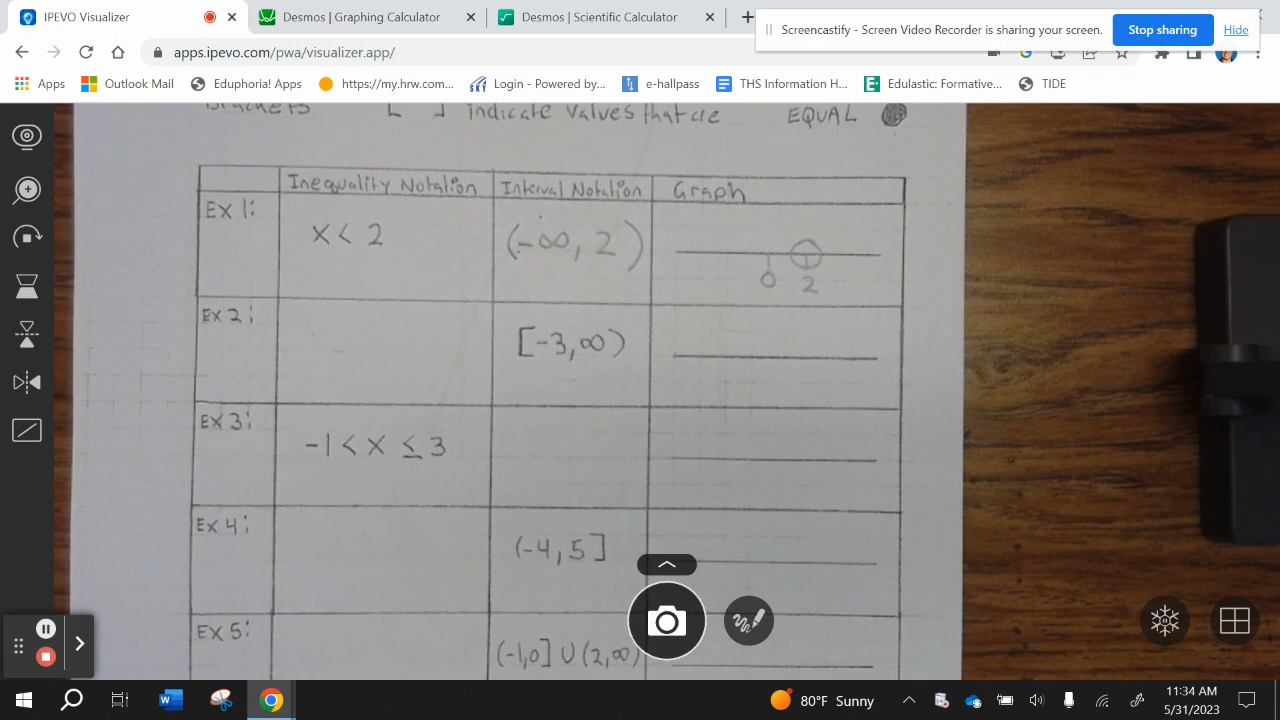 IPEVO Visualizer
Desmos | Graphing Calculator
Desmos | Scientific Calculator
Screencastify - Screen Video Recorder is sharing your screen.
Stop sharing
Hide
apps.ipevo.com/pwa/visualizer.app/
Apps
Outlook Mail
Eduphoria! Apps
https://my.hrw.com...
Login - Powered by...
e-hallpass
THS Information H...
Edulastic: Formative...
TIDE
Brackets [ ] indicate values that are EQUAL
Inequality Notation Interval Notation Graph
Ex 1: x < 2 (-∞, 2) 0 2
Ex 2: [-3, ∞)
Ex 3: -1 < x ≤ 3
Ex 4: (-4, 5]
Ex 5: (-1,0] U (2,∞)
80°F Sunny
11:34 AM
5/31/2023